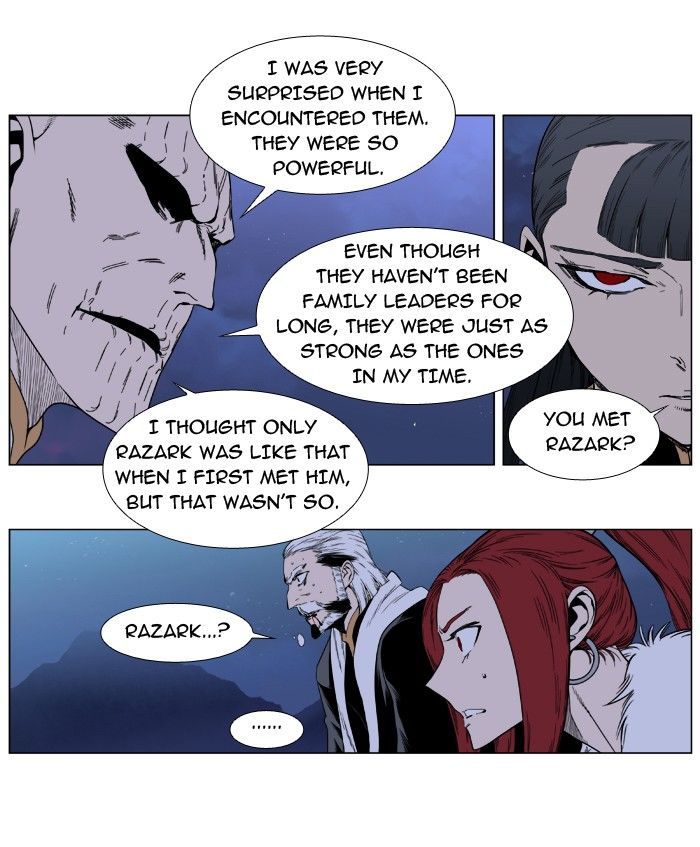 I WAS VERY
SURPRISED WHEN I
ENCOUNTERED THEM.
THEY WERE SO
POWERFUL.
EVEN THOUGH
THEY HAVEN'T BEEN
FAMILY LEADERS FOR
LONG, THEY WERE JUST AS
STRONG AS THE ONES
IN MY TIME.
I THOUGHT ONLY
RAZARK WAS LIKE THAT
WHEN I FIRST MET HIM,
BUT THAT WASN'T SO.
YOU MET
RAZARK?
RAZARK...?
......